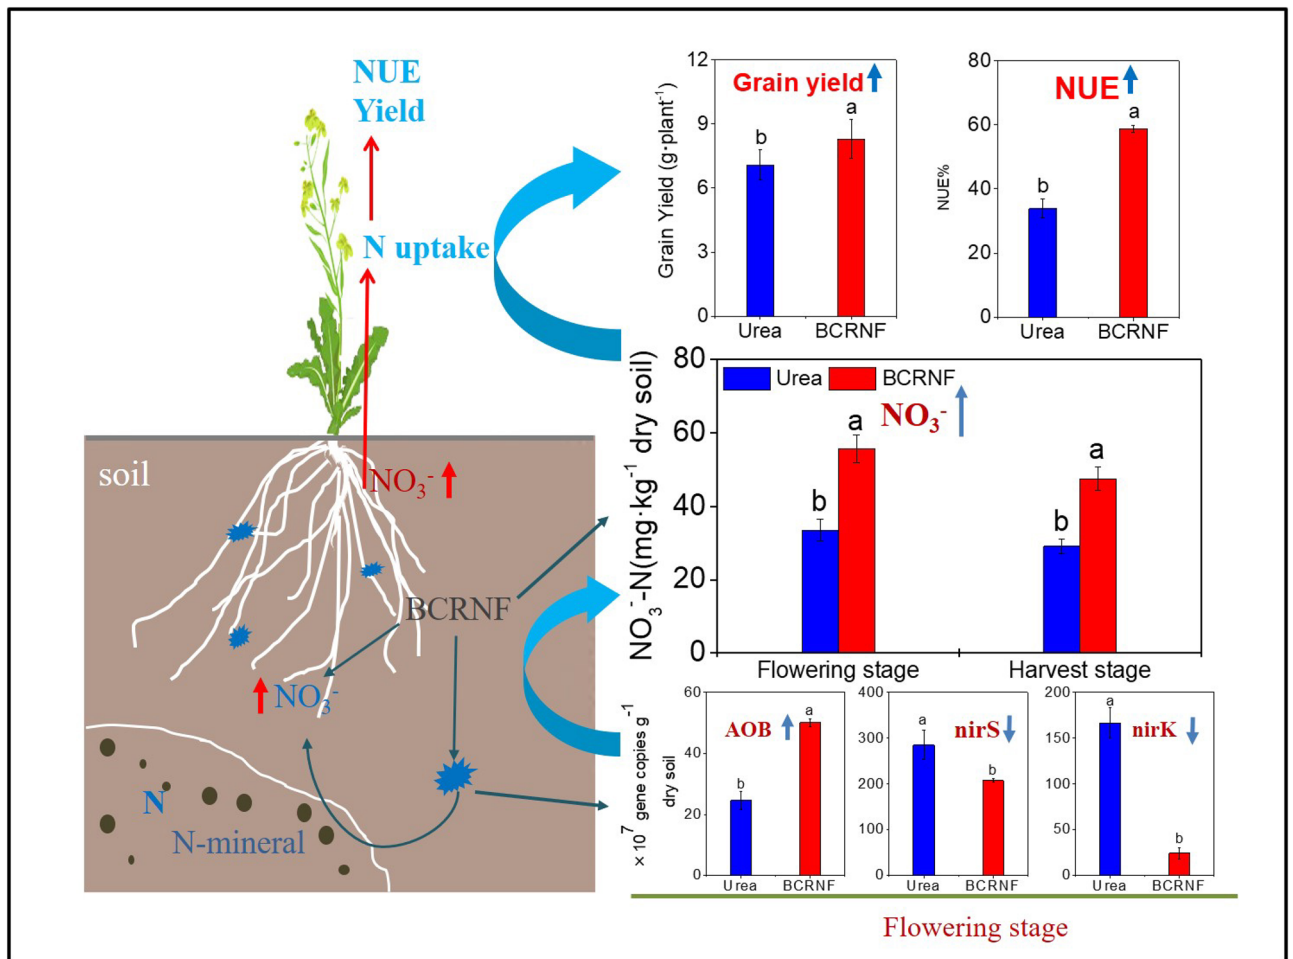 NUE
Yield
N uptake
soil
NO₃⁻
BCRNF
NO₃⁻
N
N-mineral
Grain yield
Grain Yield (g·plant⁻¹)
12
9
6
3
0
b
a
Urea
BCRNF
NUE
NUE%
80
60
40
20
0
b
a
Urea
BCRNF
NO₃⁻-N(mg·kg⁻¹ dry soil)
80
60
40
20
0
Urea
BCRNF
NO₃⁻
b
a
b
a
Flowering stage
Harvest stage
×10⁷ gene copies g⁻¹
dry soil
60
40
20
0
AOB
b
a
Urea
BCRNF
400
300
200
100
0
nirS
a
b
Urea
BCRNF
200
150
100
50
0
nirK
a
b
Urea
BCRNF
Flowering stage